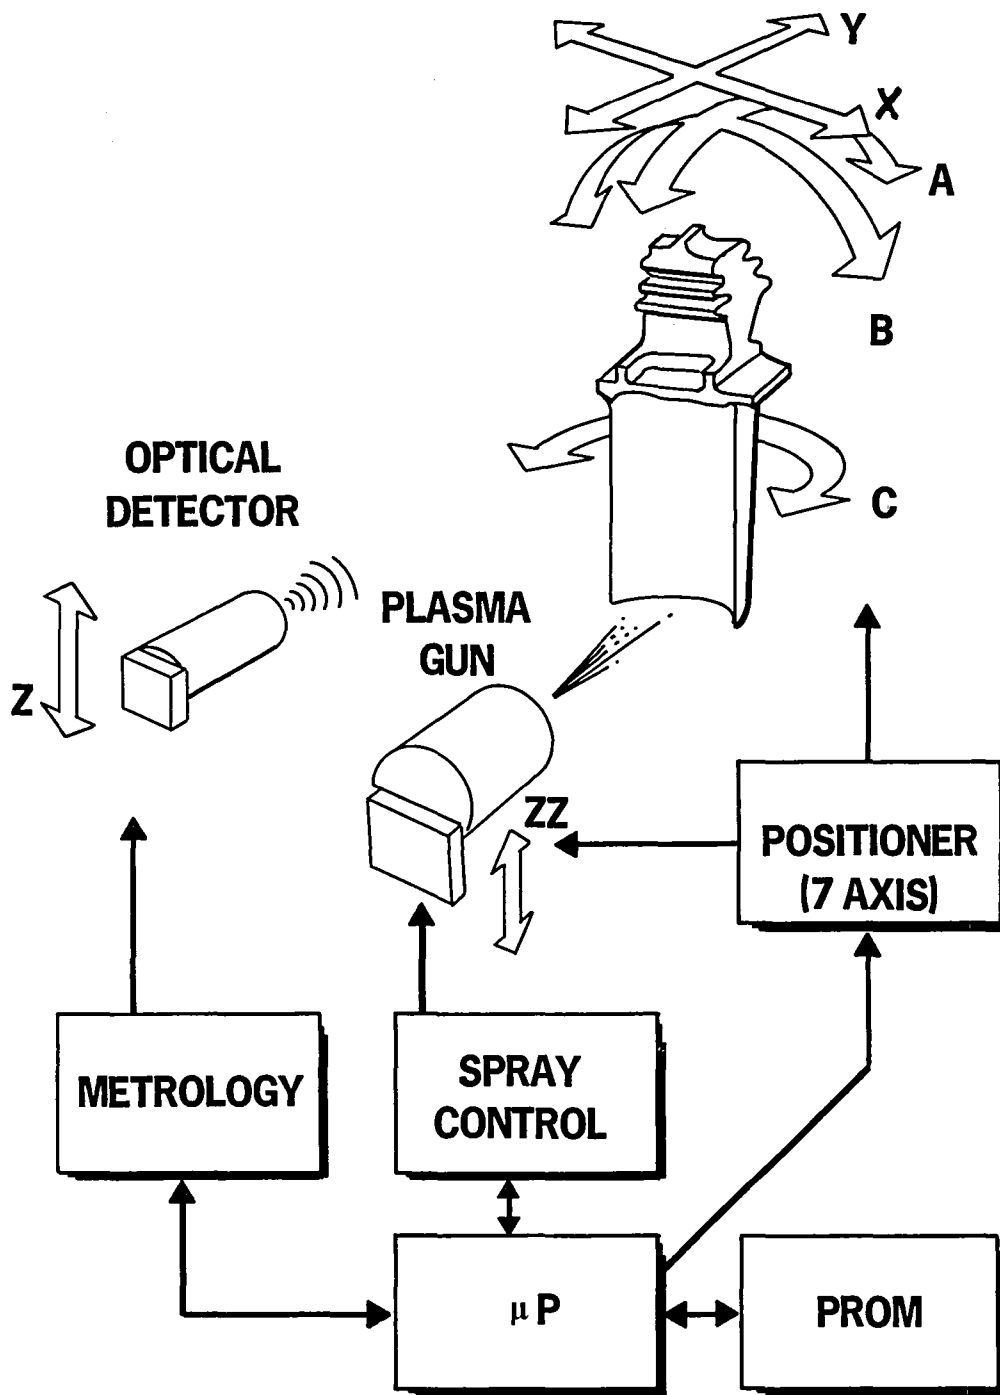 Y
X
A
B
C
OPTICAL
DETECTOR
PLASMA
GUN
Z
ZZ
POSITIONER
(7 AXIS)
METROLOGY
SPRAY
CONTROL
μP
PROM